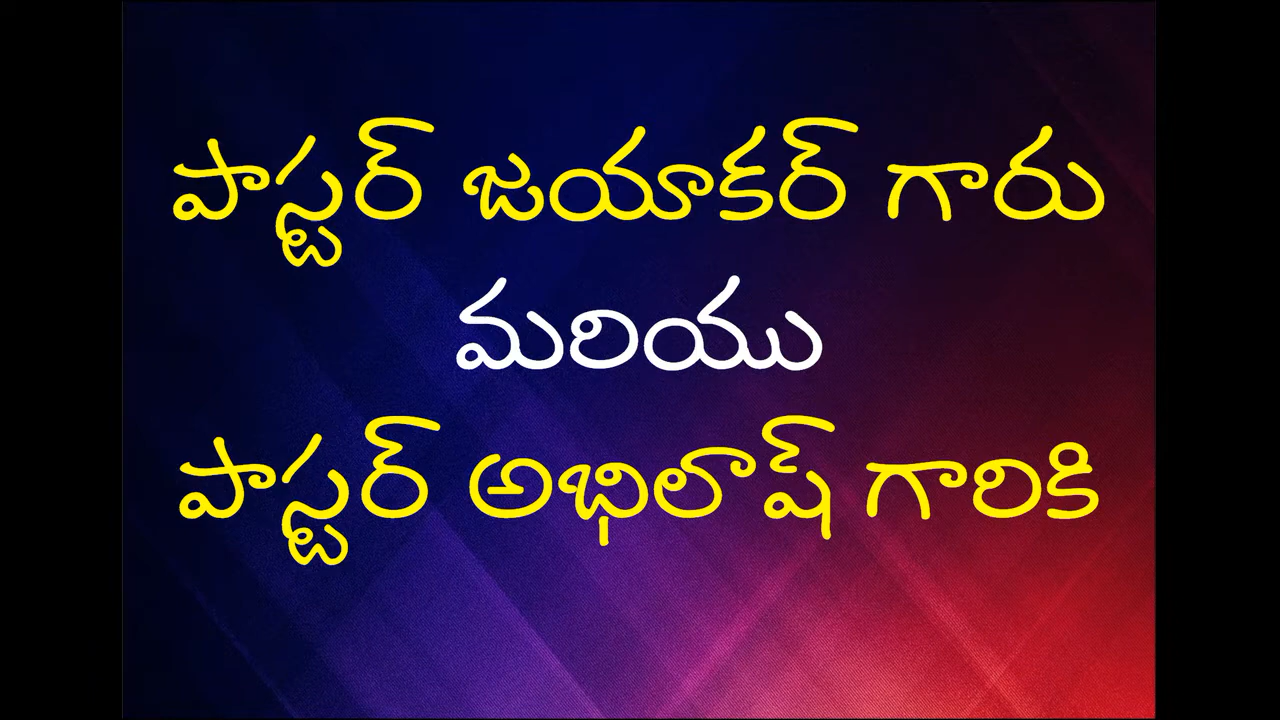 పాస్టర్ జయాకర్ గారు
మరియు
పాస్టర్ అభిలాష్ గారికి